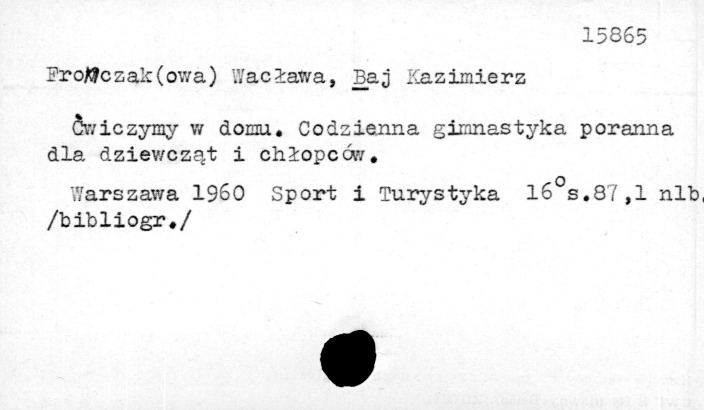 15865
Fronczak(owa) Wacława, Baj Kazimierz
Ćwiczymy w domu. Codzienna gimnastyka poranna
dla dziewcząt i chłopców.
Warszawa 1960 Sport i Turystyka 16°s.87,1 nlb.
/bibliogr./